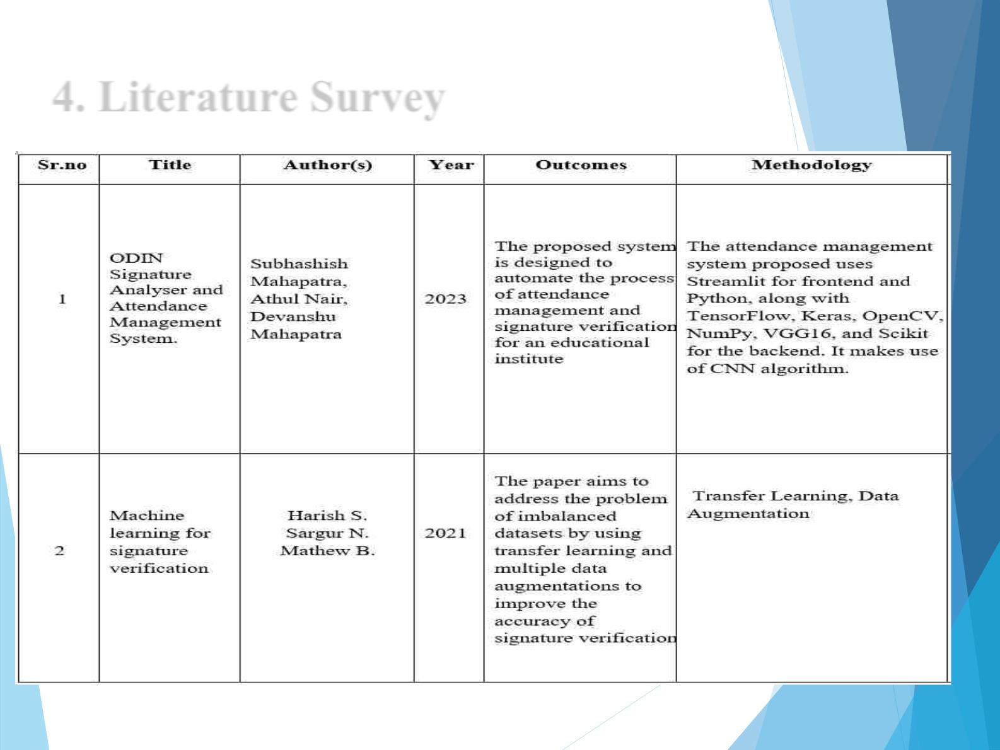 4. Literature Survey
Sr.no
Title
Author(s)
Year
Outcomes
Methodology
1
ODIN
Signature
Analyser and
Attendance
Management
System.
Subhashish
Mahapatra,
Athul Nair,
Devanshu
Mahapatra
2023
The proposed system
is designed to
automate the process
of attendance
management and
signature verification
for an educational
institute
The attendance management
system proposed uses
Streamlit for frontend and
Python, along with
TensorFlow, Keras, OpenCV,
NumPy, VGG16, and Scikit
for the backend. It makes use
of CNN algorithm.
2
Machine
learning for
signature
verification
Harish S.
Sargur N.
Mathew B.
2021
The paper aims to
address the problem
of imbalanced
datasets by using
transfer learning and
multiple data
augmentations to
improve the
accuracy of
signature verification
Transfer Learning, Data
Augmentation